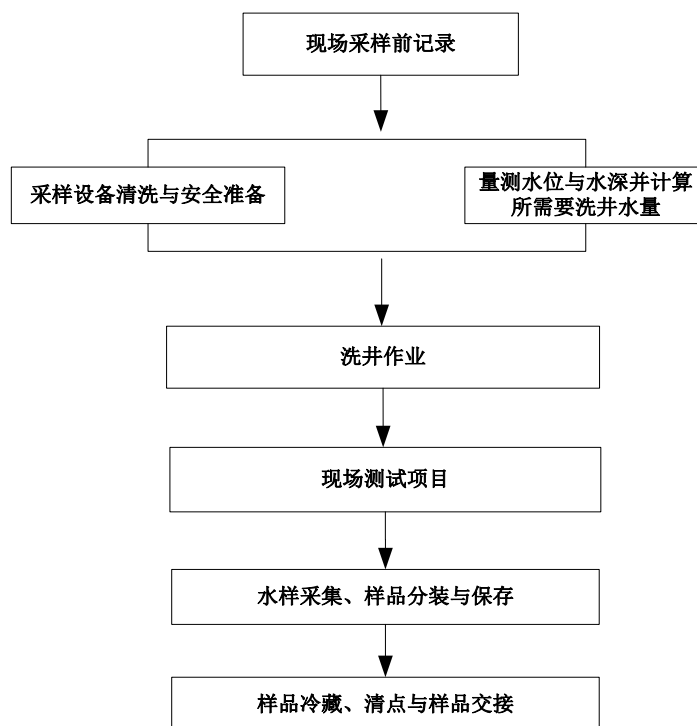 现场采样前记录
采样设备清洗与安全准备
量测水位与水深并计算
所需要洗井水量
洗井作业
现场测试项目
水样采集、样品分装与保存
样品冷藏、清点与样品交接